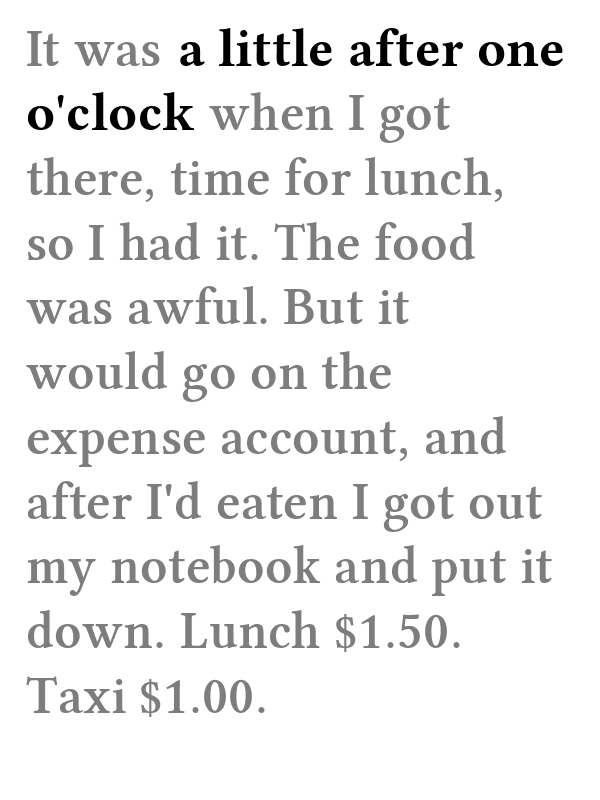 It was a little after one
o'clock when I got
there, time for lunch,
so I had it. The food
was awful. But it
would go on the
expense account, and
after I'd eaten I got out
my notebook and put it
down. Lunch $1.50.
Taxi $1.00.